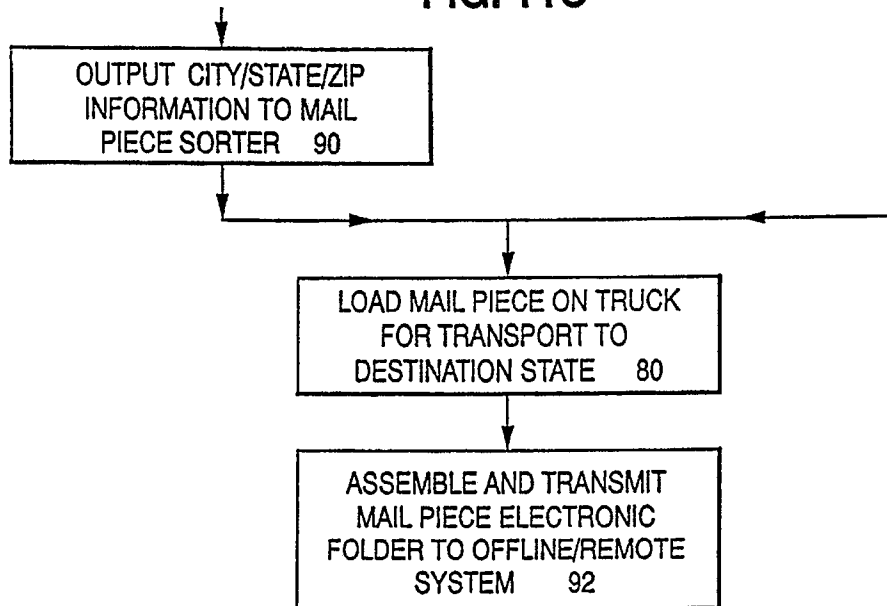 OUTPUT CITY/STATE/ZIP
INFORMATION TO MAIL
PIECE SORTER 90
LOAD MAIL PIECE ON TRUCK
FOR TRANSPORT TO
DESTINATION STATE 80
ASSEMBLE AND TRANSMIT
MAIL PIECE ELECTRONIC
FOLDER TO OFFLINE/REMOTE
SYSTEM 92